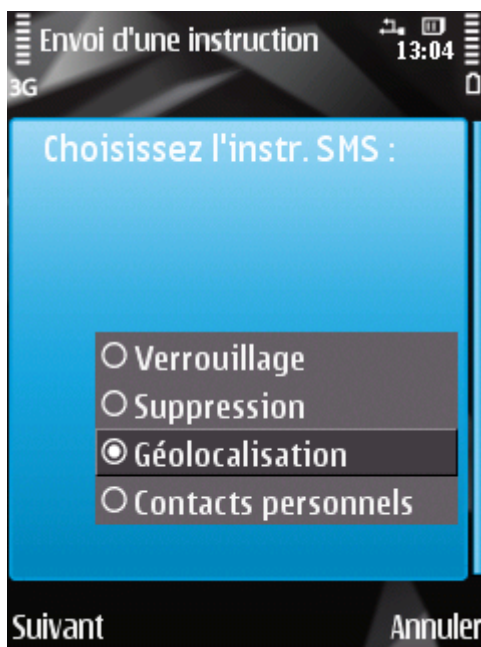 Envoi d'une instruction
13:04
3G
Choisissez l'instr. SMS :
Verrouillage
Suppression
Géolocalisation
Contacts personnels
Suivant Annuler